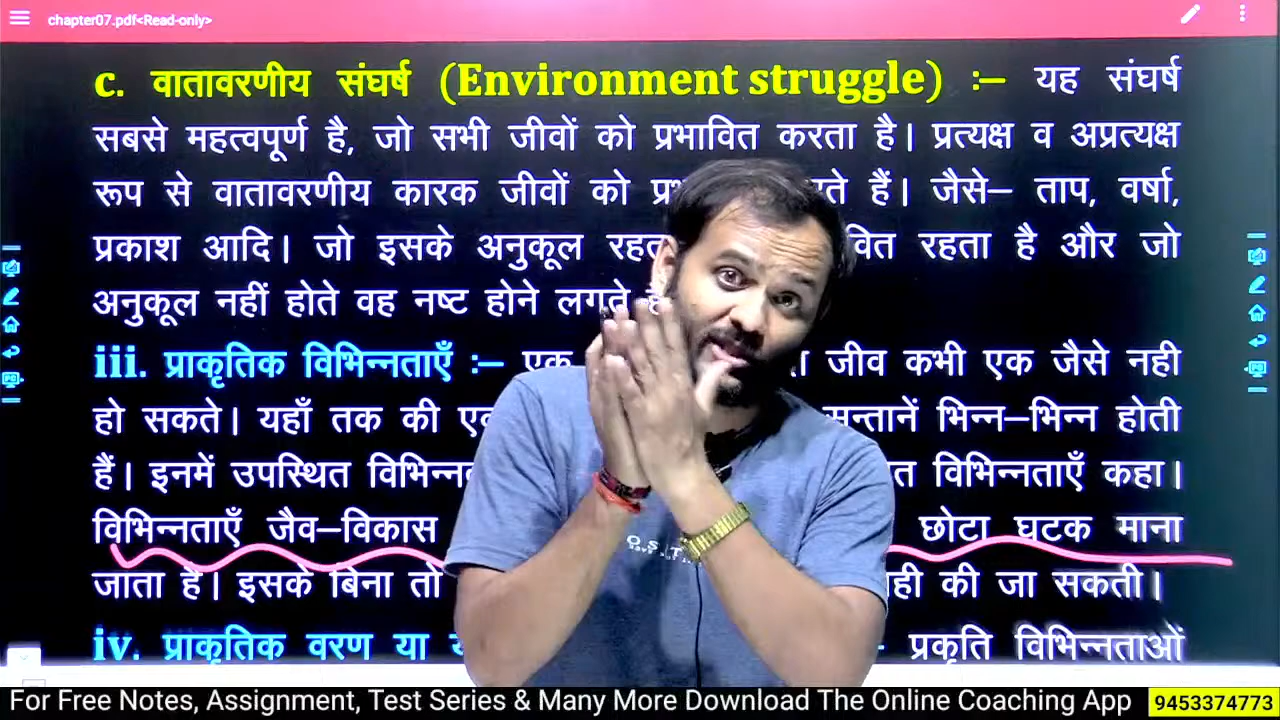 chapter07.pdf<Read-only>
c. वातावरणीय संघर्ष (Environment struggle) :– यह संघर्ष
सबसे महत्वपूर्ण है, जो सभी जीवों को प्रभावित करता है। प्रत्यक्ष व अप्रत्यक्ष
रूप से वातावरणीय कारक जीवों को ते हैं। जैसे– ताप, वर्षा,
प्रकाश आदि। जो इसके अनुकूल वित रहता है और जो
अनुकूल नहीं होते वह नष्ट होने लगते
iii. प्राकृतिक विभिन्नताएँ :– एक जीव कभी एक जैसे नही
हो सकते। यहाँ तक की सन्तानें भिन्न–भिन्न होती
हैं। इनमें उपस्थित त विभिन्नताएँ कहा।
विभिन्नताएँ जैव–विकास छोटा घटक माना
जाता है। इसके बिना तो ही की जा सकती।
iv. प्राकृतिक वरण या प्रकृति विभिन्नताओं
For Free Notes, Assignment, Test Series & Many More Download The Online Coaching App 9453374773